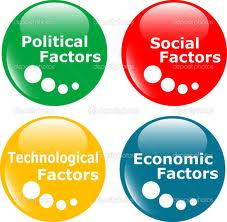 Political
Factors
Social
Factors
Technological
Factors
Economic
Factors